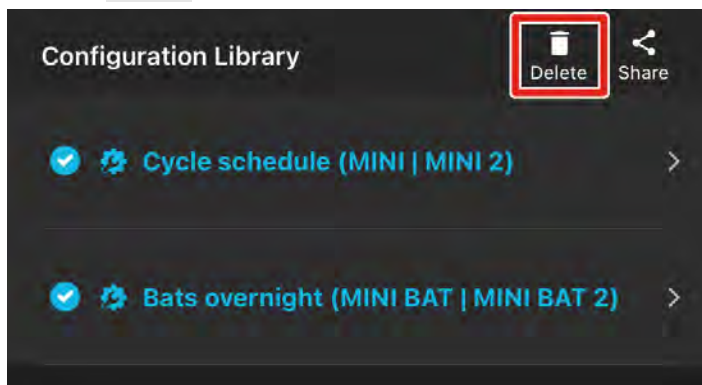 Configuration Library
Delete Share
Cycle schedule (MINI | MINI 2)
Bats overnight (MINI BAT | MINI BAT 2)